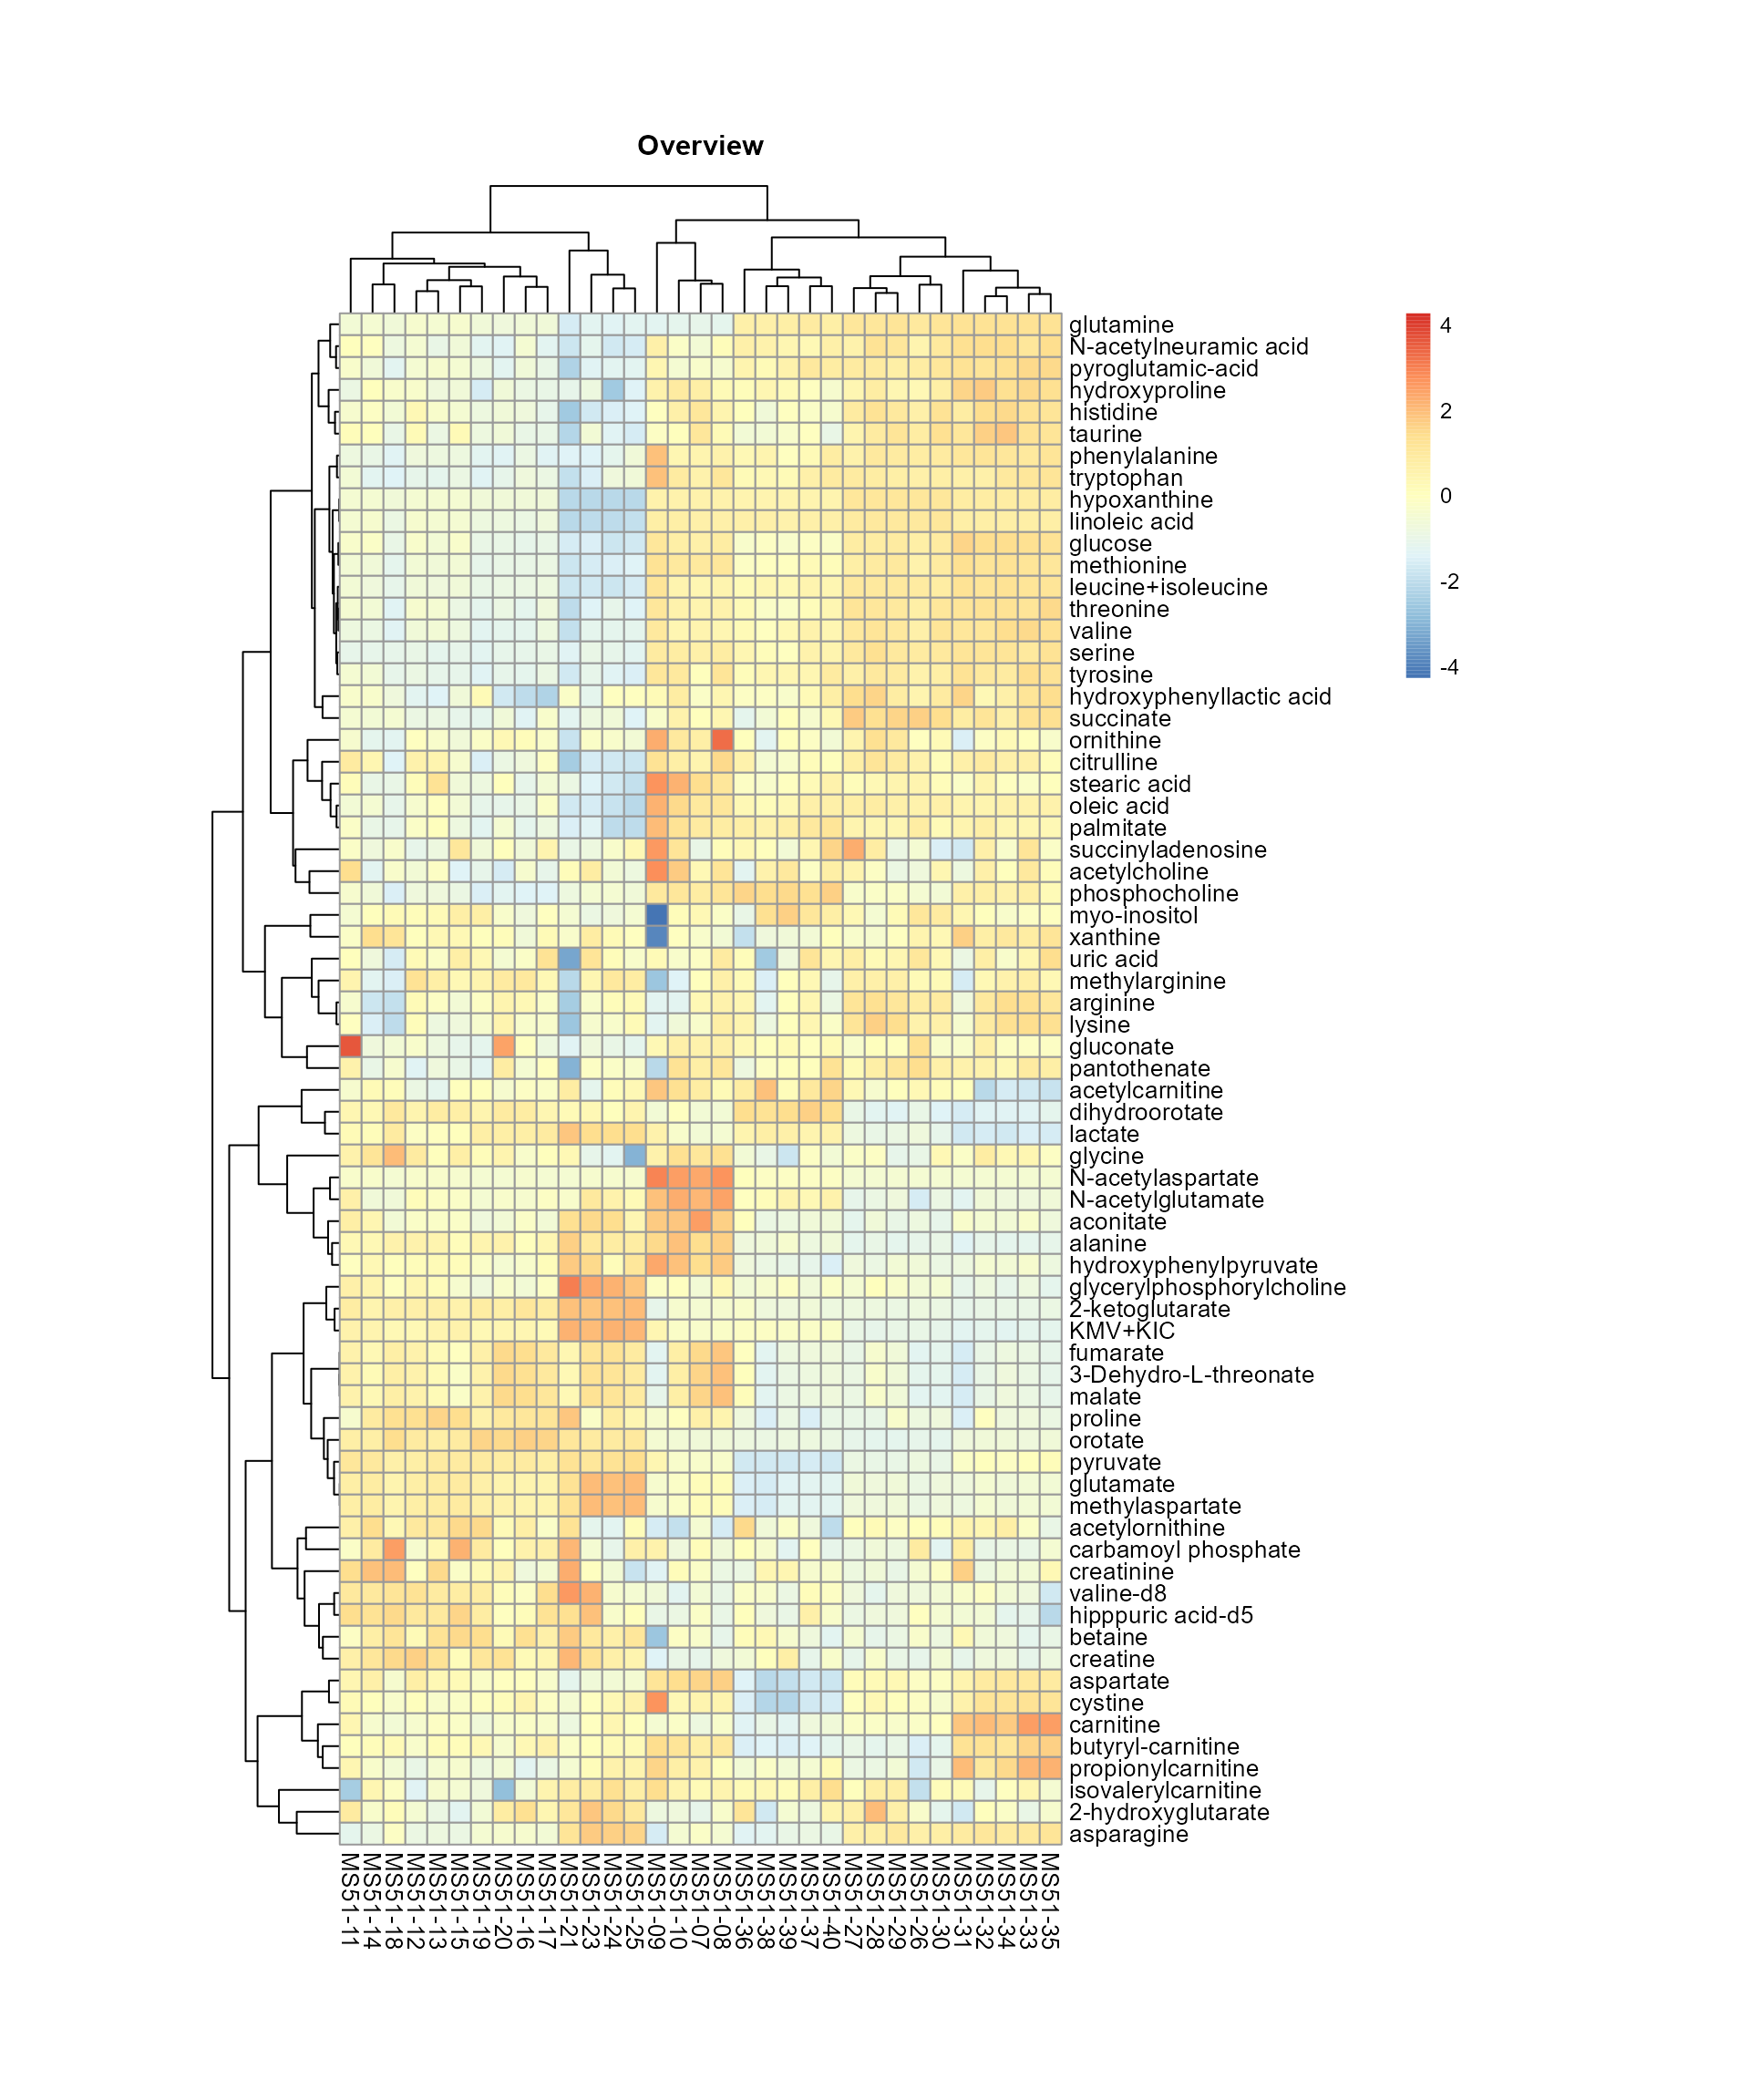 Overview
glutamine
N-acetylneuramic acid
pyroglutamic-acid
hydroxyproline
histidine
taurine
phenylalanine
tryptophan
hypoxanthine
linoleic acid
glucose
methionine
leucine+isoleucine
threonine
valine
serine
tyrosine
hydroxyphenyllactic acid
succinate
ornithine
citrulline
stearic acid
oleic acid
palmitate
succinyladenosine
acetylcholine
phosphocholine
myo-inositol
xanthine
uric acid
methylarginine
arginine
lysine
gluconate
pantothenate
acetylcarnitine
dihydroorotate
lactate
glycine
N-acetylaspartate
N-acetylglutamate
aconitate
alanine
hydroxyphenylpyruvate
glycerylphosphorylcholine
2-ketoglutarate
KMV+KIC
fumarate
3-Dehydro-L-threonate
malate
proline
orotate
pyruvate
glutamate
methylaspartate
acetylornithine
carbamoyl phosphate
creatinine
valine-d8
hipppuric acid-d5
betaine
creatine
aspartate
cystine
carnitine
butyryl-carnitine
propionylcarnitine
isovalerylcarnitine
2-hydroxyglutarate
asparagine
4
2
0
-2
-4
MS51-11
MS51-14
MS51-18
MS51-12
MS51-13
MS51-15
MS51-19
MS51-20
MS51-16
MS51-17
MS51-21
MS51-23
MS51-24
MS51-25
MS51-09
MS51-10
MS51-07
MS51-08
MS51-36
MS51-38
MS51-39
MS51-37
MS51-40
MS51-27
MS51-28
MS51-29
MS51-26
MS51-30
MS51-31
MS51-32
MS51-34
MS51-33
MS51-35